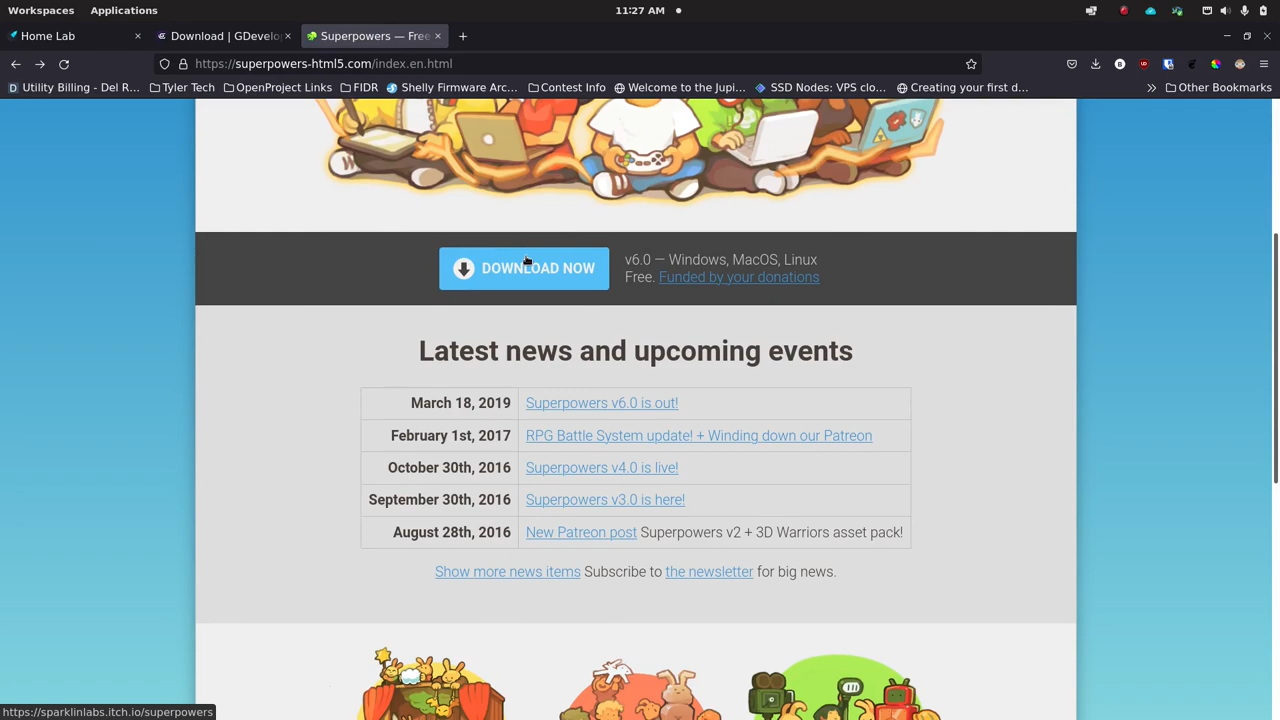 Workspaces Applications 11:27 AM
Home Lab Download | GDevelo Superpowers — Free
https://superpowers-html5.com/index.en.html
Utility Billing - Del R... Tyler Tech OpenProject Links FIDR Shelly Firmware Arc... Contest Info Welcome to the Jupi... SSD Nodes: VPS clo... Creating your first d... Other Bookmarks
DOWNLOAD NOW
v6.0 — Windows, MacOS, Linux
Free. Funded by your donations
Latest news and upcoming events
March 18, 2019 Superpowers v6.0 is out!
February 1st, 2017 RPG Battle System update! + Winding down our Patreon
October 30th, 2016 Superpowers v4.0 is live!
September 30th, 2016 Superpowers v3.0 is here!
August 28th, 2016 New Patreon post Superpowers v2 + 3D Warriors asset pack!
Show more news items Subscribe to the newsletter for big news.
https://sparklinlabs.itch.io/superpowers